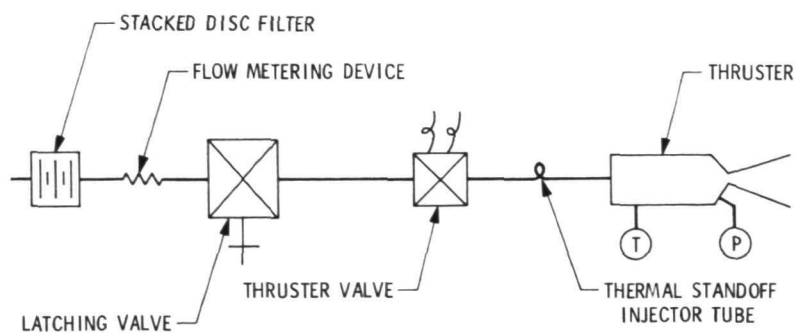 STACKED DISC FILTER
FLOW METERING DEVICE
THRUSTER
T
P
THRUSTER VALVE
THERMAL STANDOFF
INJECTOR TUBE
LATCHING VALVE